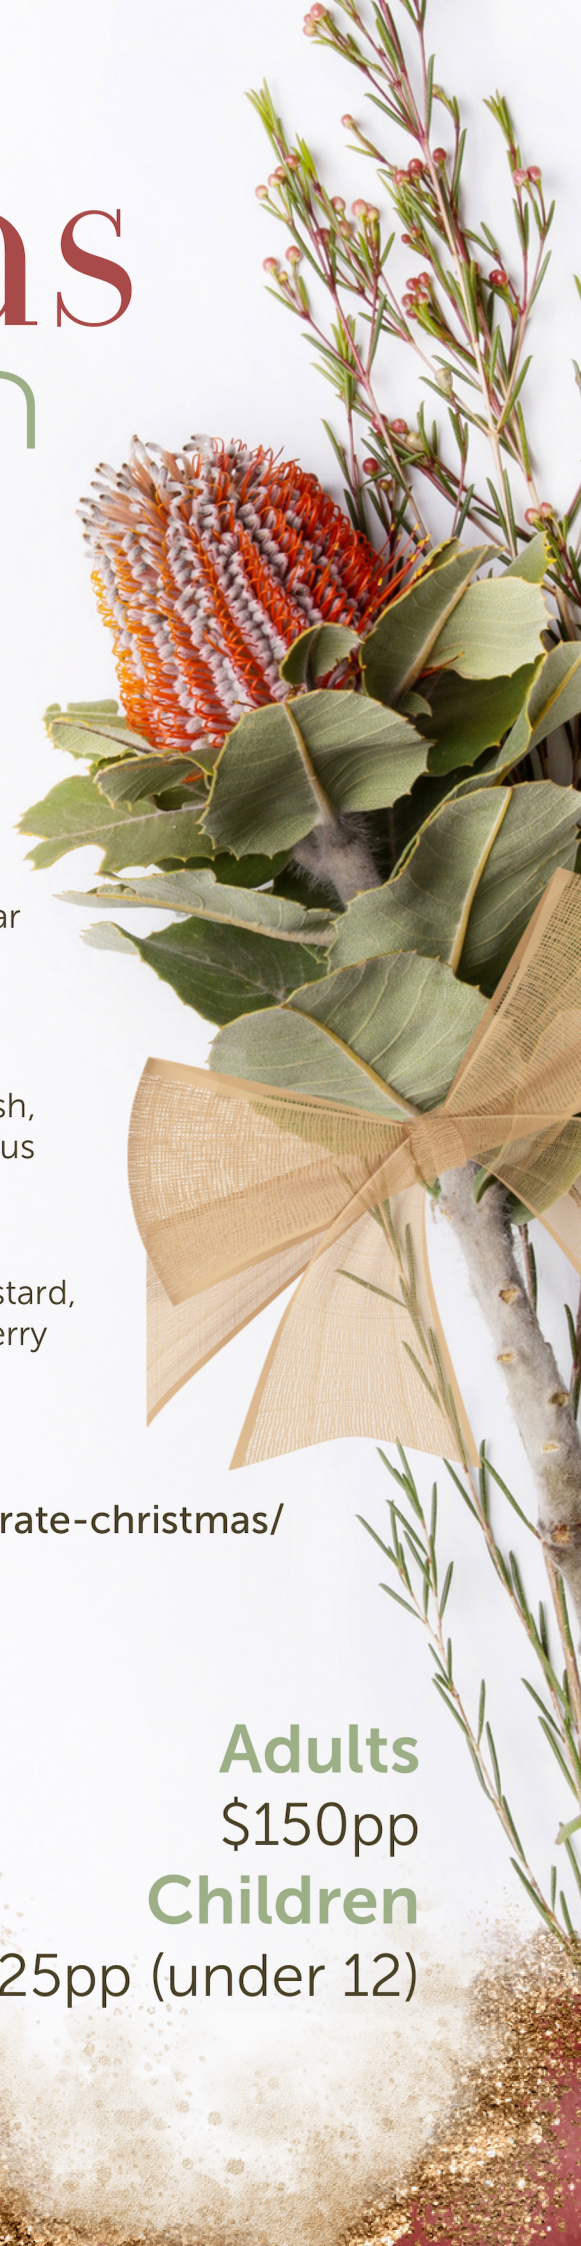 as
n
ar
sh,
us
stard,
erry
rate-christmas/
Adults
$150pp
Children
25pp (under 12)